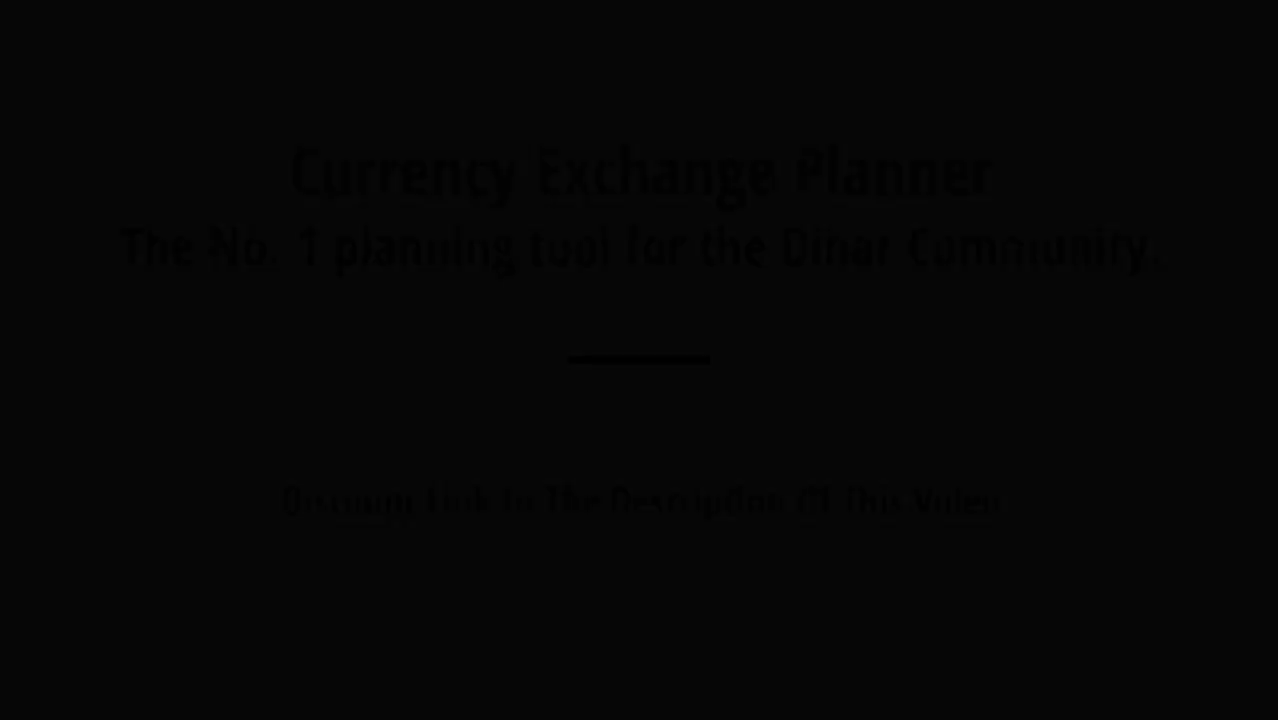 Currency Exchange Planner
The No. 1 planning tool for the Dinar Community.
Discount Link In The Description Of This Video